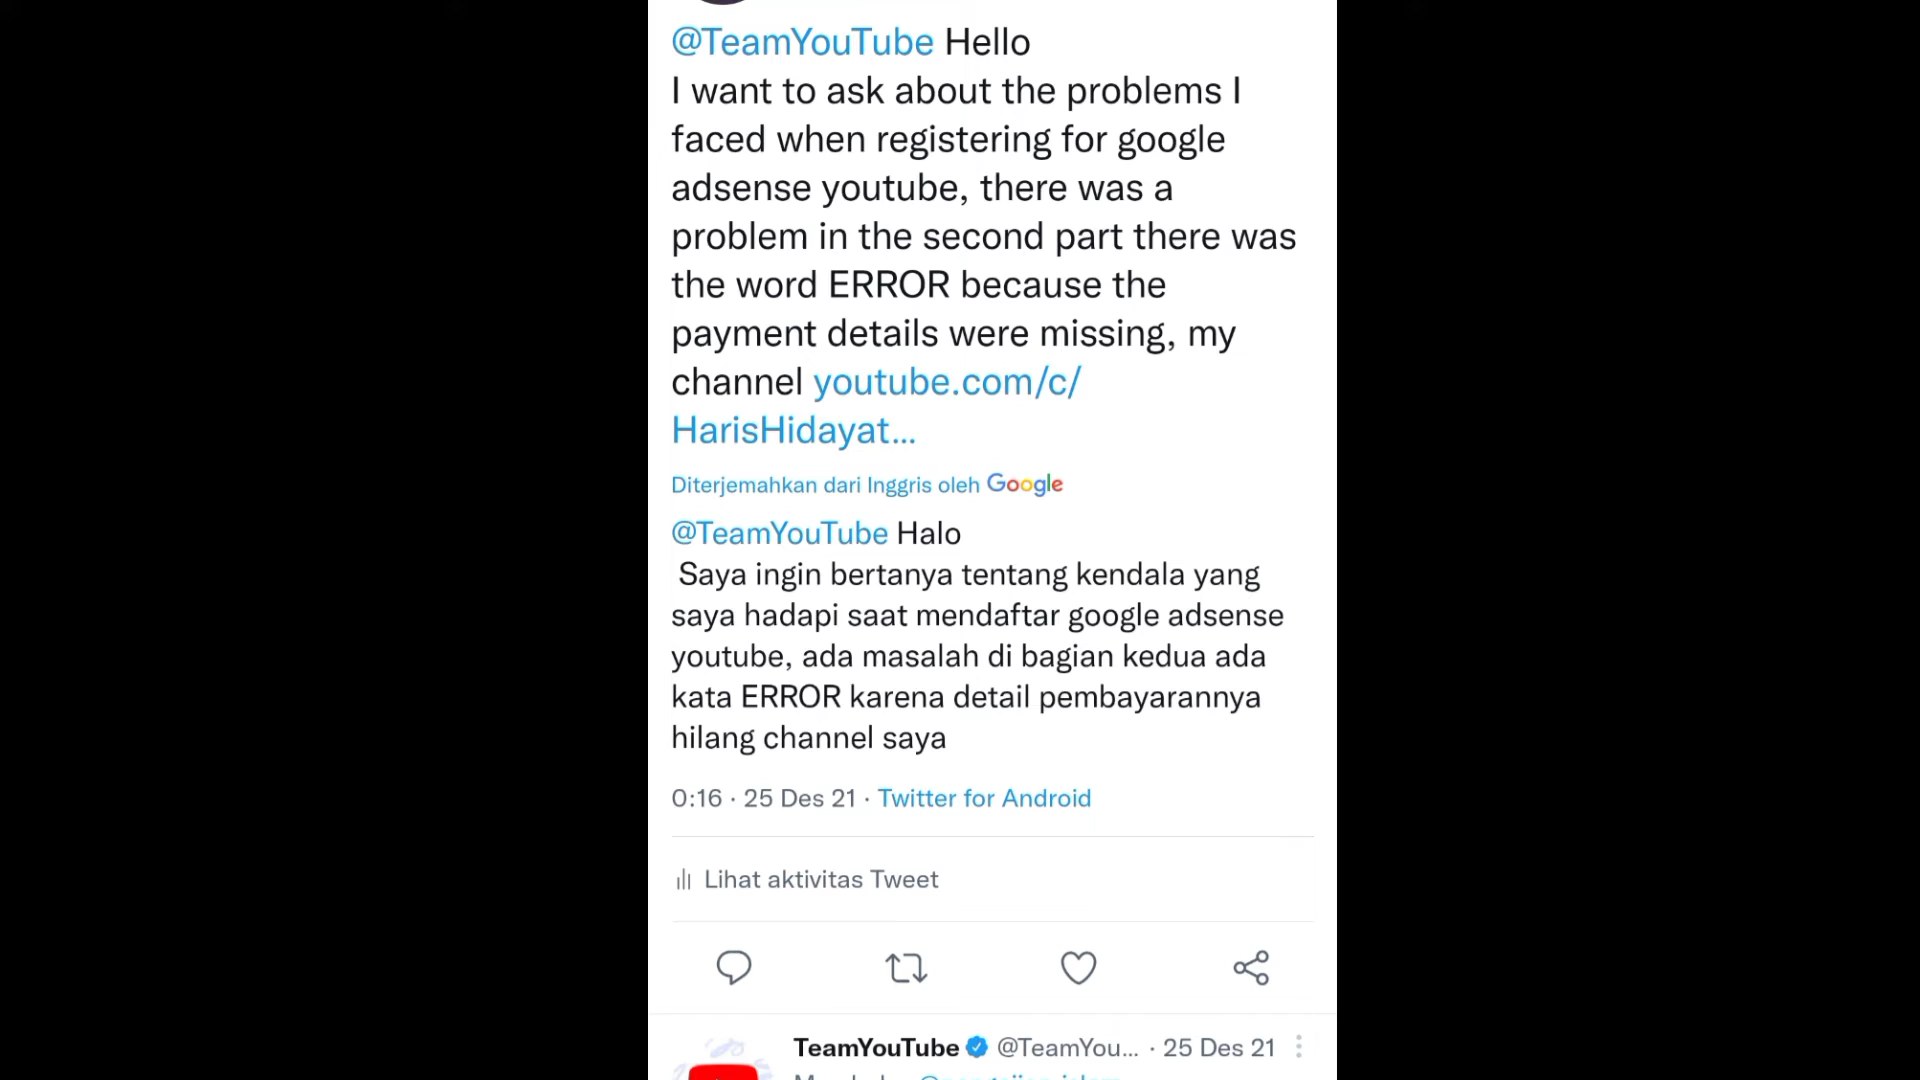 @TeamYouTube Hello
I want to ask about the problems I
faced when registering for google
adsense youtube, there was a
problem in the second part there was
the word ERROR because the
payment details were missing, my
channel youtube.com/c/
HarisHidayat...
Diterjemahkan dari Inggris oleh Google
@TeamYouTube Halo
Saya ingin bertanya tentang kendala yang
saya hadapi saat mendaftar google adsense
youtube, ada masalah di bagian kedua ada
kata ERROR karena detail pembayarannya
hilang channel saya
0:16 · 25 Des 21 · Twitter for Android
Lihat aktivitas Tweet
TeamYouTube @TeamYou... · 25 Des 21